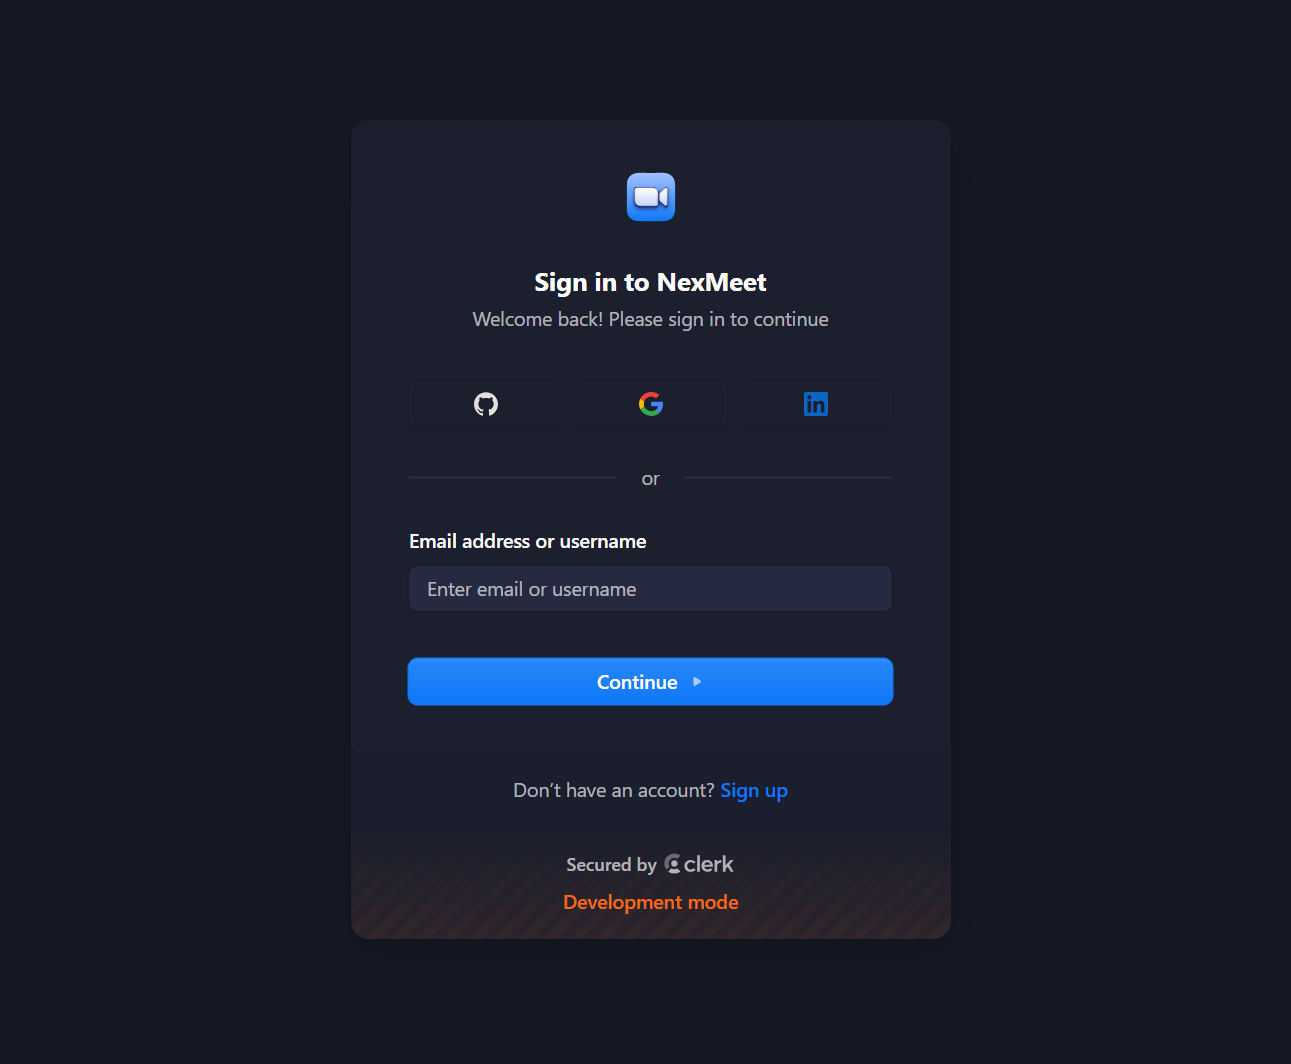 Sign in to NexMeet
Welcome back! Please sign in to continue
or
Email address or username
Enter email or username
Continue
Don’t have an account? Sign up
Secured by clerk
Development mode